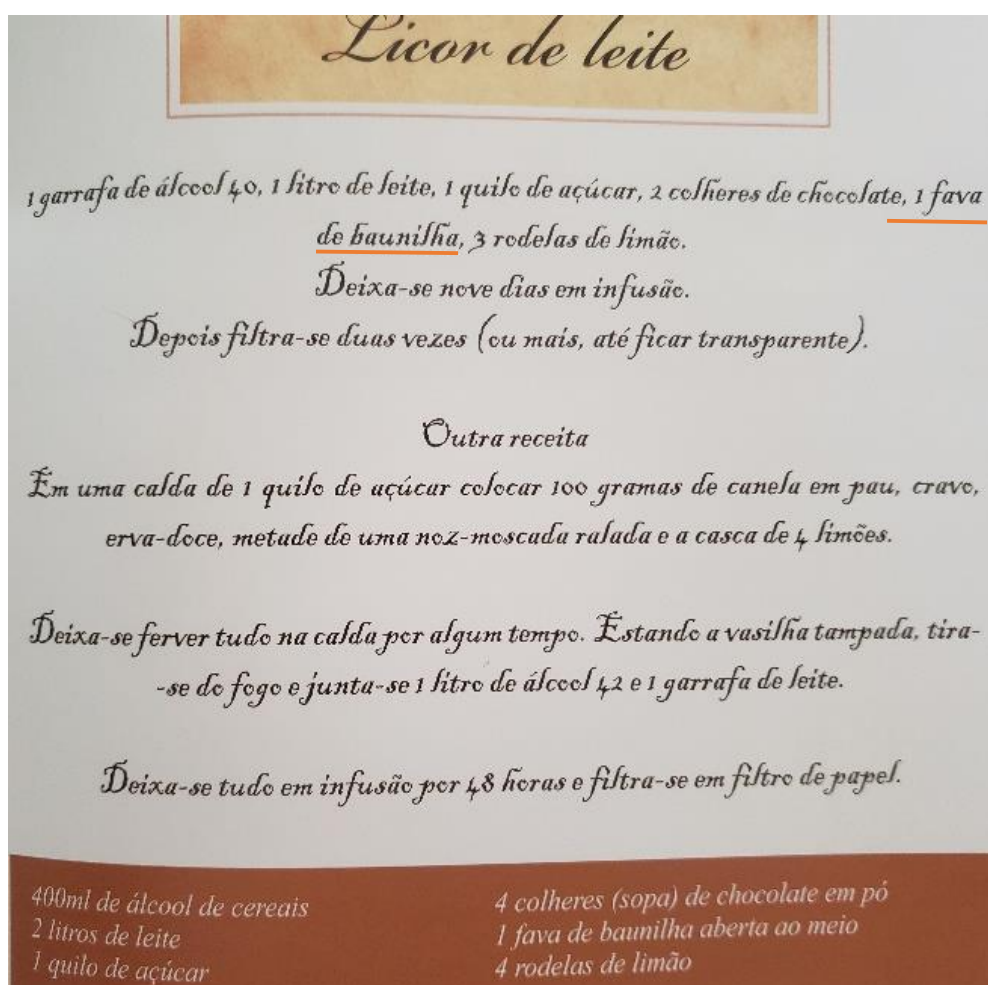 Licor de leite
1 garrafa de álcool 40, 1 litro de leite, 1 quilo de açúcar, 2 colheres de chocolate, 1 fava
de baunilha, 3 rodelas de limão.
Deixa-se nove dias em infusão.
Depois filtra-se duas vezes (ou mais, até ficar transparente).
Outra receita
Em uma calda de 1 quilo de açúcar colocar 100 gramas de canela em pau, cravo,
erva-doce, metade de uma noz-moscada ralada e a casca de 4 limões.
Deixa-se ferver tudo na calda por algum tempo. Estando a vasilha tampada, tira-
-se do fogo e junta-se 1 litro de álcool 42 e 1 garrafa de leite.
Deixa-se tudo em infusão por 48 horas e filtra-se em filtro de papel.
400ml de álcool de cereais
2 litros de leite
1 quilo de açúcar
4 colheres (sopa) de chocolate em pó
1 fava de baunilha aberta ao meio
4 rodelas de limão